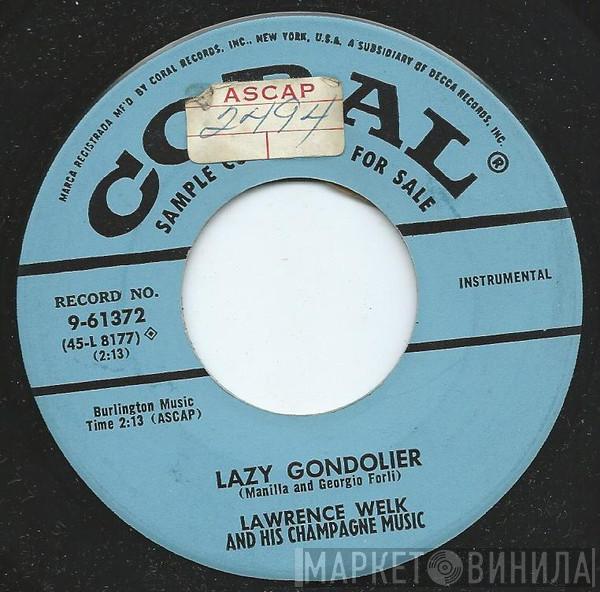 MARCA REGISTRADA MF'D BY CORAL RECORDS, INC., NEW YORK, U.S.A. A SUBSIDIARY OF DECCA RECORDS, INC.
ASCAP
2494
CORAL®
SAMPLE FOR SALE
INSTRUMENTAL
RECORD NO.
9-61372
(45-L 8177)
(2:13)
Burlington Music
Time 2:13 (ASCAP)
LAZY GONDOLIER
(Manilla and Georgio Forli)
LAWRENCE WELK
AND HIS CHAMPAGNE MUSIC
МАРКЕТ ВИНИЛА